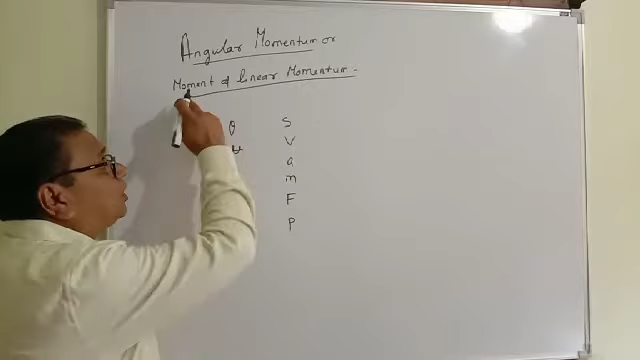 Angular Momentum or
Moment of linear Momentum -
θ S
V
a
m
F
P